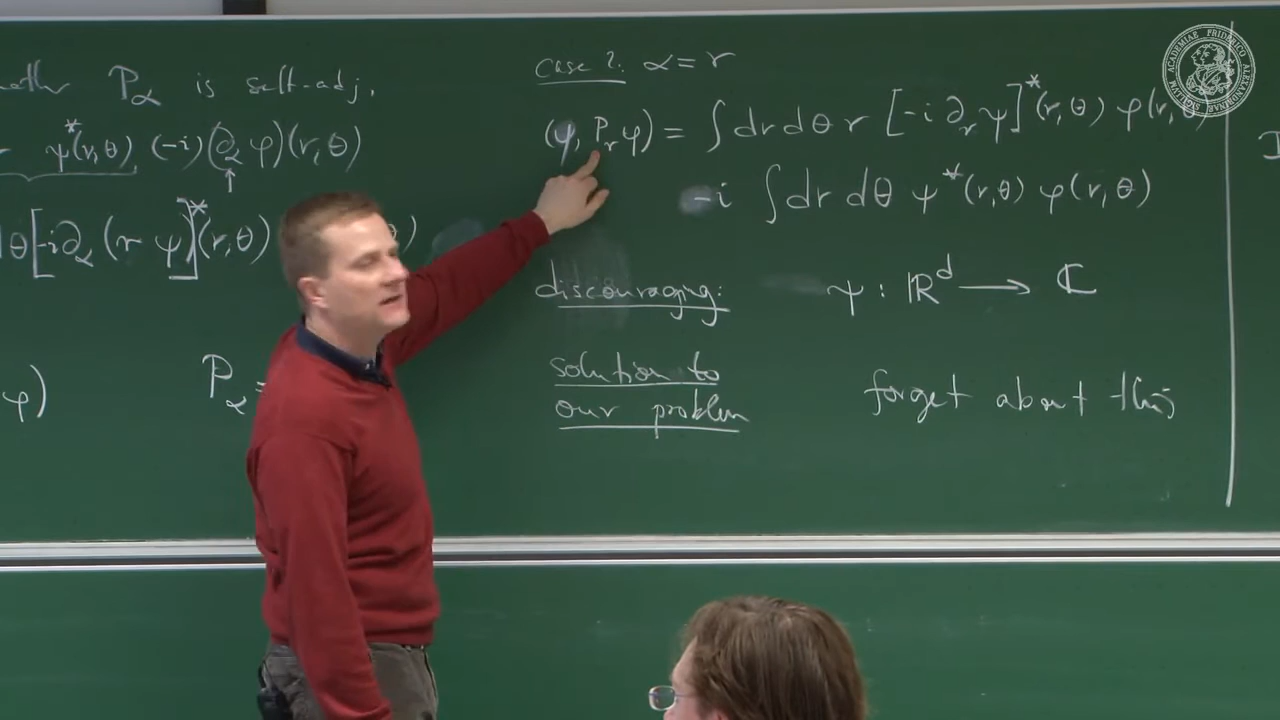 P_α is self-adj.
ψ*(r,θ) (-i)(∂_α φ)(r,θ)
↑
θ[-i∂_α (r ψ)]*(r,θ)
φ)
P_α =
case 2: α = r
(ψ, P_r φ) = ∫ dr dθ r [-i ∂_r ψ]*(r,θ) φ(r,θ)
-i ∫ dr dθ ψ*(r,θ) φ(r,θ)
discouraging: ψ : ℝ^d ⟶ ℂ
solution to
our problem forget about this